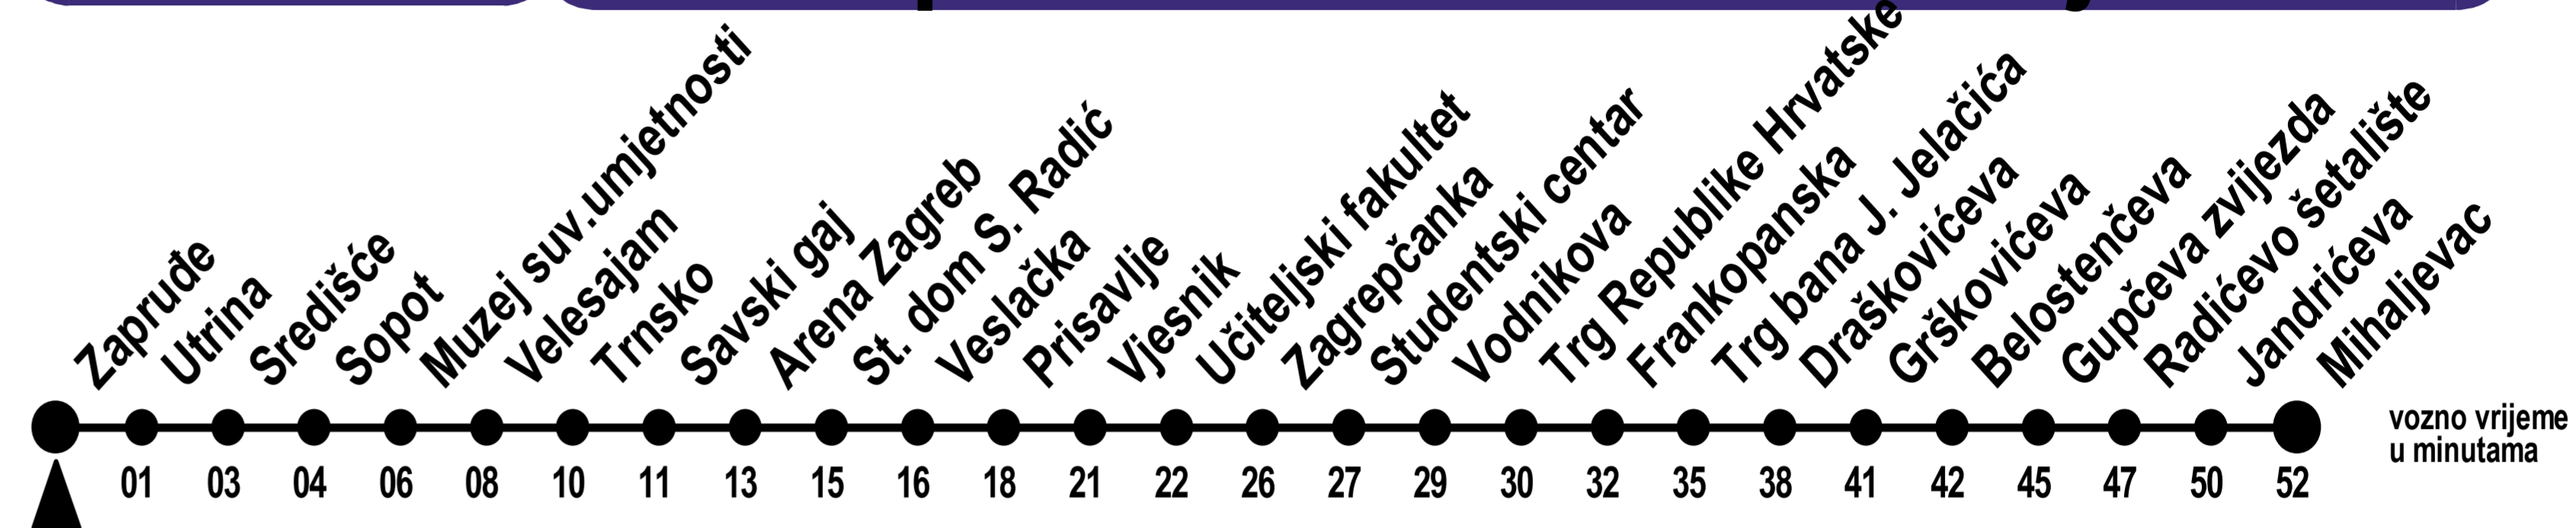 Zapruđe
Utrina
Središće
Sopot
Muzej suv.umjetnosti
Velesajam
Trnsko
Savski gaj
Arena Zagreb
St. dom S. Radić
Veslačka
Prisavlje
Vjesnik
Učiteljski fakultet
Zagrepčanka
Studentski centar
Vodnikova
Trg Republike Hrvatske
Frankopanska
Trg bana J. Jelačića
Draškovićeva
Grškovićeva
Belostenčeva
Gupčeva zvijezda
Radićevo šetalište
Jandrićeva
Mihaljevac
vozno vrijeme
u minutama
01 03 04 06 08 10 11 13 15 16 18 21 22 26 27 29 30 32 35 38 41 42 45 47 50 52